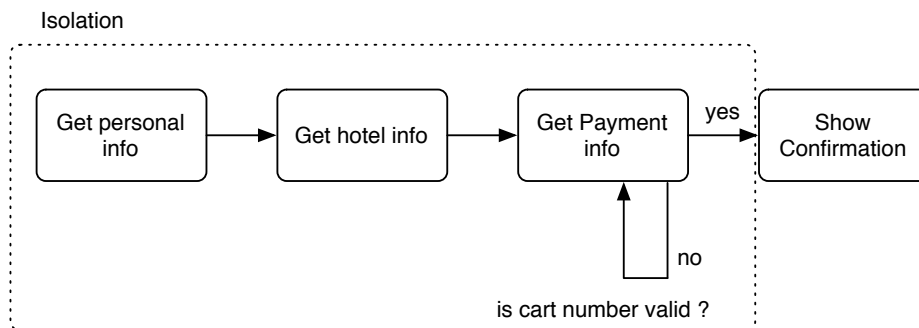 Isolation
Get personal
info
Get hotel info
Get Payment
info
yes
Show
Confirmation
no
is cart number valid ?